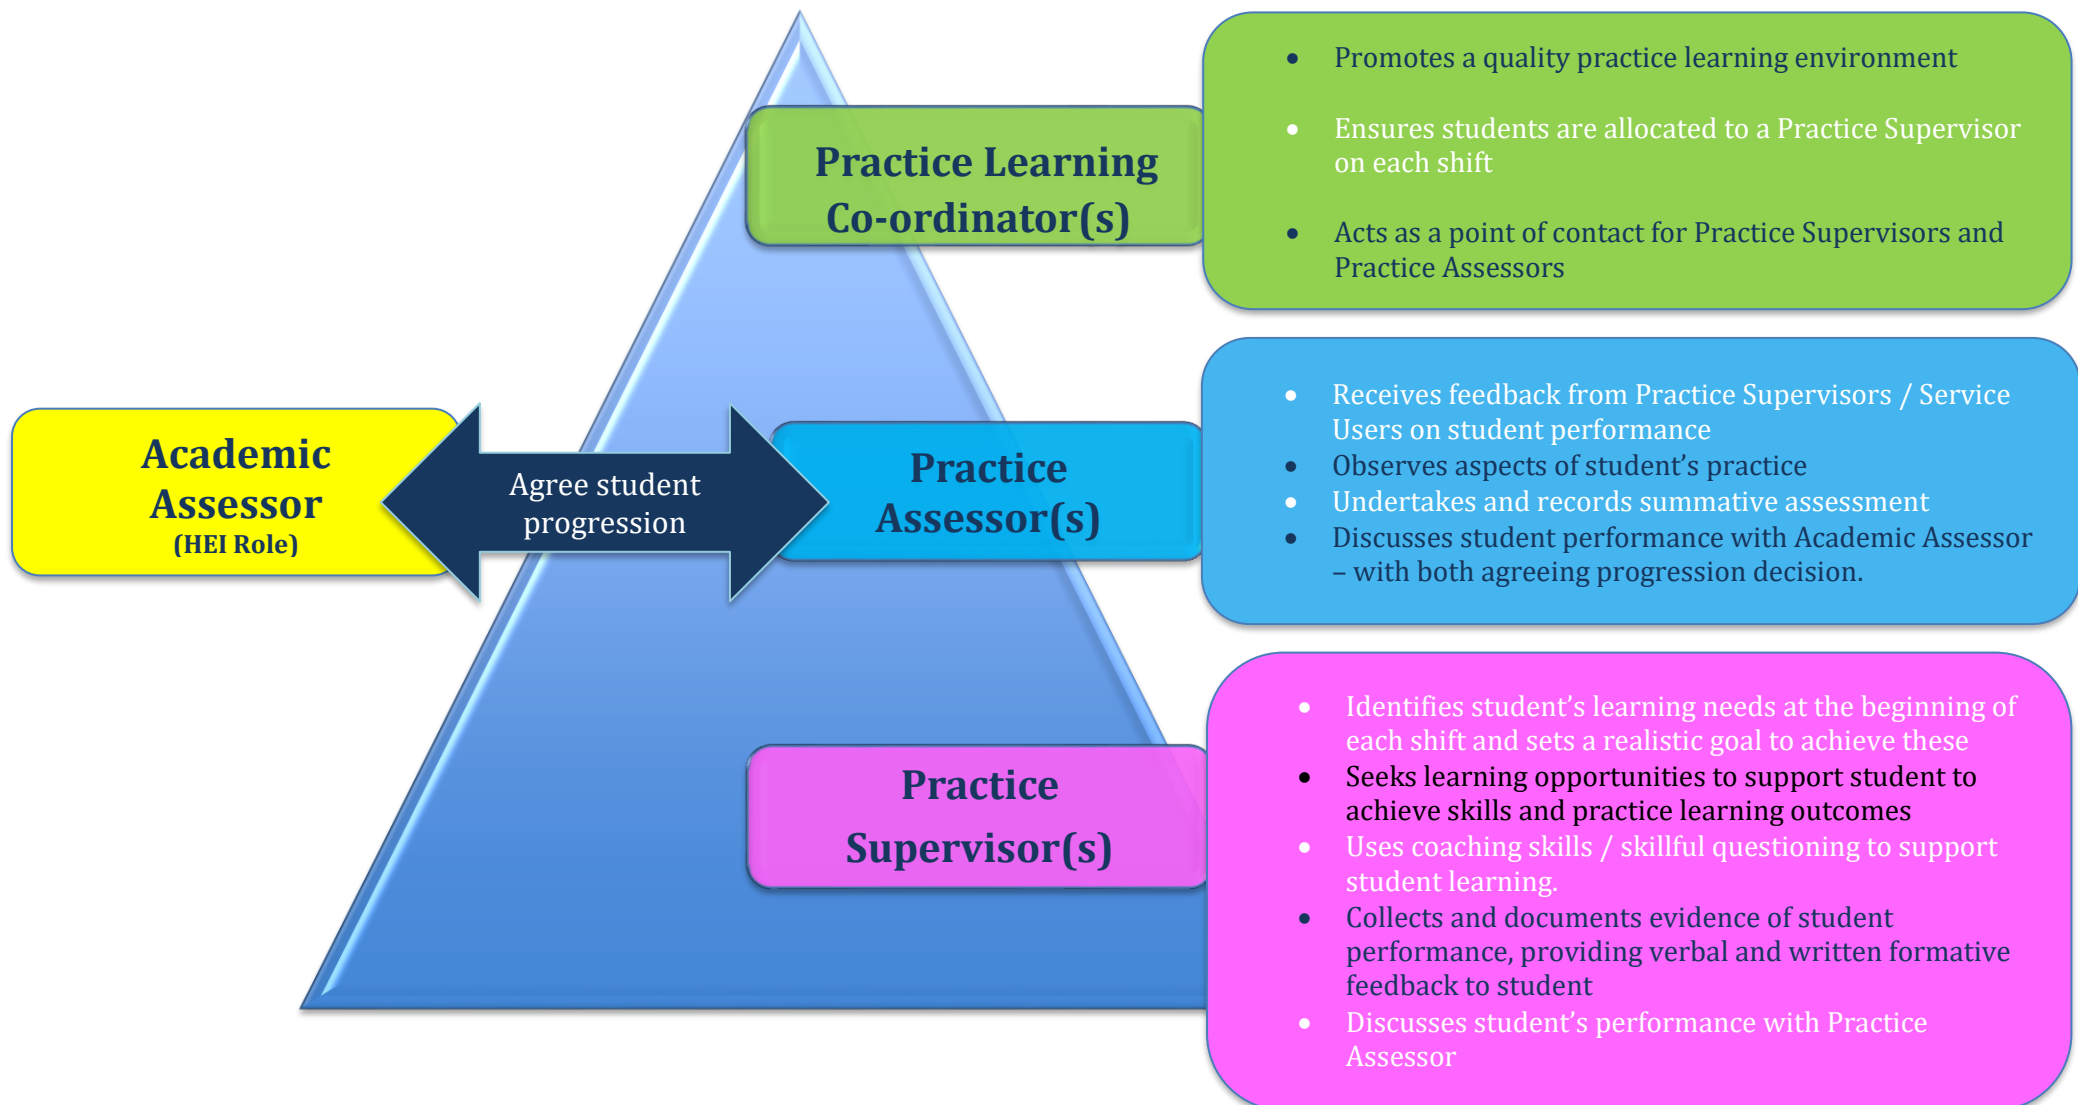 Practice Learning
Co-ordinator(s)
• Promotes a quality practice learning environment
• Ensures students are allocated to a Practice Supervisor
on each shift
• Acts as a point of contact for Practice Supervisors and
Practice Assessors
Academic
Assessor
(HEI Role)
Agree student
progression
Practice
Assessor(s)
• Receives feedback from Practice Supervisors / Service
Users on student performance
• Observes aspects of student’s practice
• Undertakes and records summative assessment
• Discusses student performance with Academic Assessor
– with both agreeing progression decision.
Practice
Supervisor(s)
• Identifies student’s learning needs at the beginning of
each shift and sets a realistic goal to achieve these
• Seeks learning opportunities to support student to
achieve skills and practice learning outcomes
• Uses coaching skills / skillful questioning to support
student learning.
• Collects and documents evidence of student
performance, providing verbal and written formative
feedback to student
• Discusses student’s performance with Practice
Assessor